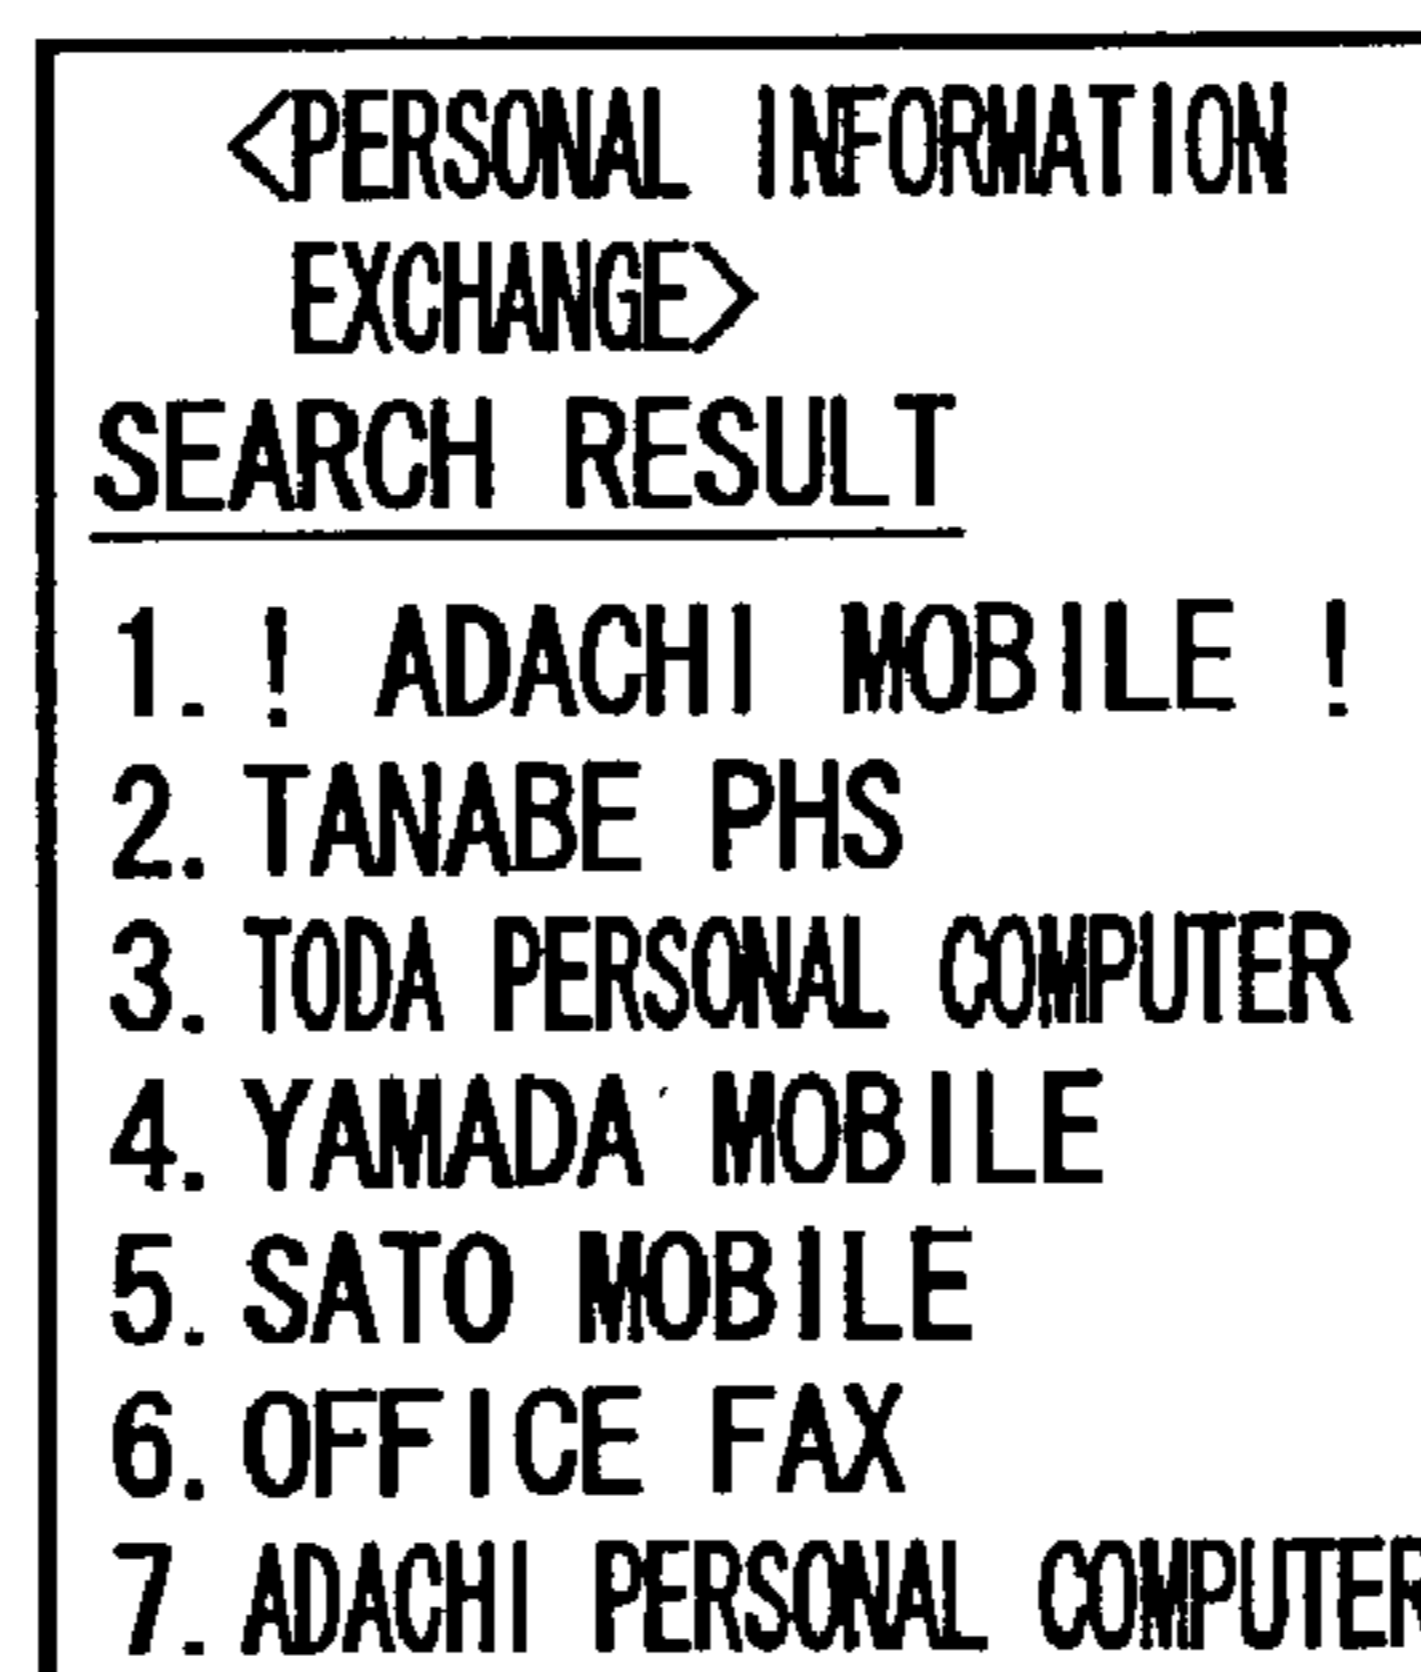 <PERSONAL INFORMATION
EXCHANGE>
SEARCH RESULT
1. ! ADACHI MOBILE !
2. TANABE PHS
3. TODA PERSONAL COMPUTER
4. YAMADA MOBILE
5. SATO MOBILE
6. OFFICE FAX
7. ADACHI PERSONAL COMPUTER